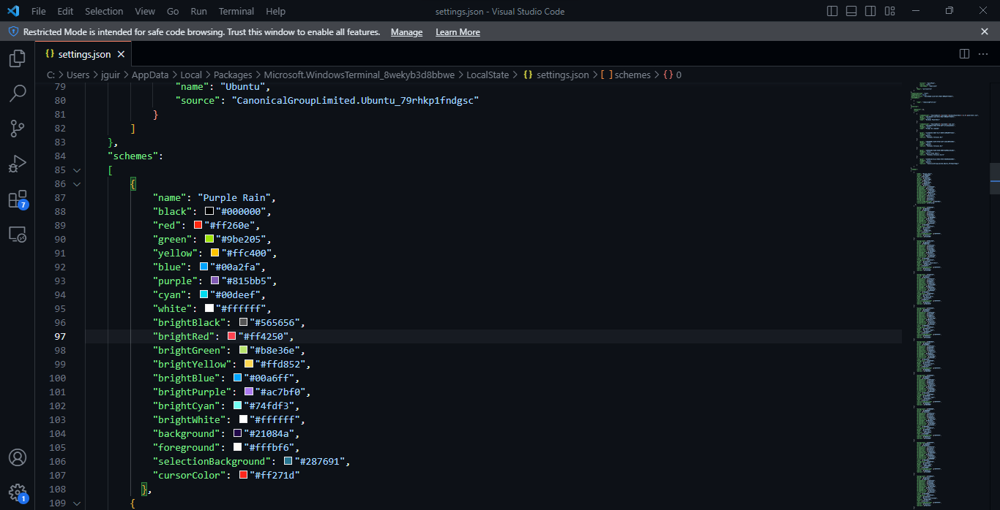 File Edit Selection View Go Run Terminal Help settings.json - Visual Studio Code
Restricted Mode is intended for safe code browsing. Trust this window to enable all features. Manage Learn More
{} settings.json
C: > Users > jguir > AppData > Local > Packages > Microsoft.WindowsTerminal_8wekyb3d8bbwe > LocalState > {} settings.json > [ ] schemes > {} 0
79 "name": "Ubuntu",
80 "source": "CanonicalGroupLimited.Ubuntu_79rhkp1fndgsc"
81 }
82 ]
83 },
84 "schemes":
85 [
86 {
87 "name": "Purple Rain",
88 "black": "#000000",
89 "red": "#ff260e",
90 "green": "#9be205",
91 "yellow": "#ffc400",
92 "blue": "#00a2fa",
93 "purple": "#815bb5",
94 "cyan": "#00deef",
95 "white": "#ffffff",
96 "brightBlack": "#565656",
97 "brightRed": "#ff4250",
98 "brightGreen": "#b8e36e",
99 "brightYellow": "#ffd852",
100 "brightBlue": "#00a6ff",
101 "brightPurple": "#ac7bf0",
102 "brightCyan": "#74fdf3",
103 "brightWhite": "#ffffff",
104 "background": "#21084a",
105 "foreground": "#fffbf6",
106 "selectionBackground": "#287691",
107 "cursorColor": "#ff271d"
108 },
109 {
7
1